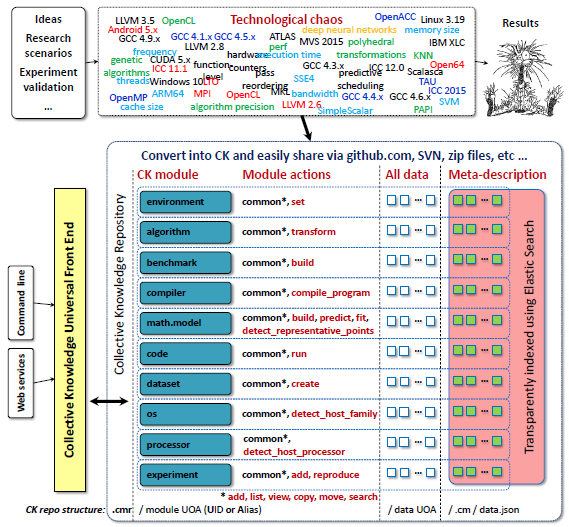 Ideas
Research
scenarios
Experiment
validation
...
Technological chaos
LLVM 3.5 OpenCL OpenACC Linux 3.19
Android 5.x ATLAS deep neural networks memory size
GCC 4.9.x GCC 4.1.x GCC 4.5.x perf MVS 2015 polyhedral IBM XLC
frequency LLVM 2.8 hardware execution time transformations KNN
genetic CUDA 5.x function counters GCC 4.3.x ICC 12.0 Scalasca Open64
algorithms ICC 11.1 level pass predictive TAU
threads Windows 10 LTO reordering SSE4 scheduling ICC 2015
OpenMP ARM64 MPI OpenCL MKL bandwidth GCC 4.4.x GCC 4.6.x SVM
cache size algorithm precision LLVM 2.6 SimpleScalar PAPI
Results
Convert into CK and easily share via github.com, SVN, zip files, etc ...
CK module Module actions All data Meta-description
environment common*, set ... ...
algorithm common*, transform ... ...
benchmark common*, build ... ...
compiler common*, compile_program ... ...
math.model common*, build, predict, fit, ... ...
detect_representative_points
code common*, run ... ...
dataset common*, create ... ...
os common*, detect_host_family ... ...
processor common*, ... ...
detect_host_processor
experiment common*, add, reproduce ... ...
* add, list, view, copy, move, search
Command line
Web services
Collective Knowledge Universal Front End
Collective Knowledge Repository
Transparently indexed using Elastic Search
CK repo structure: .cmr / module UOA (UID or Alias) / data UOA / .cm / data.json